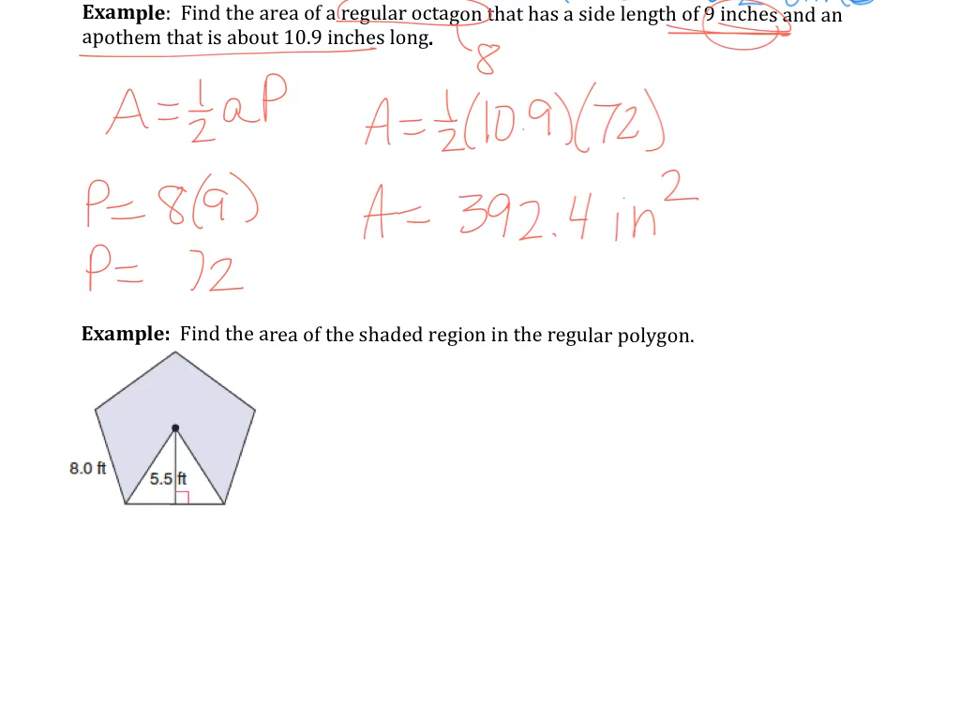 Example: Find the area of a regular octagon that has a side length of 9 inches and an
apothem that is about 10.9 inches long.
8
A = 1/2 a P
A = 1/2 (10.9)(72)
P = 8(9)
A = 392.4 in²
P = 72
Example: Find the area of the shaded region in the regular polygon.
8.0 ft
5.5 ft